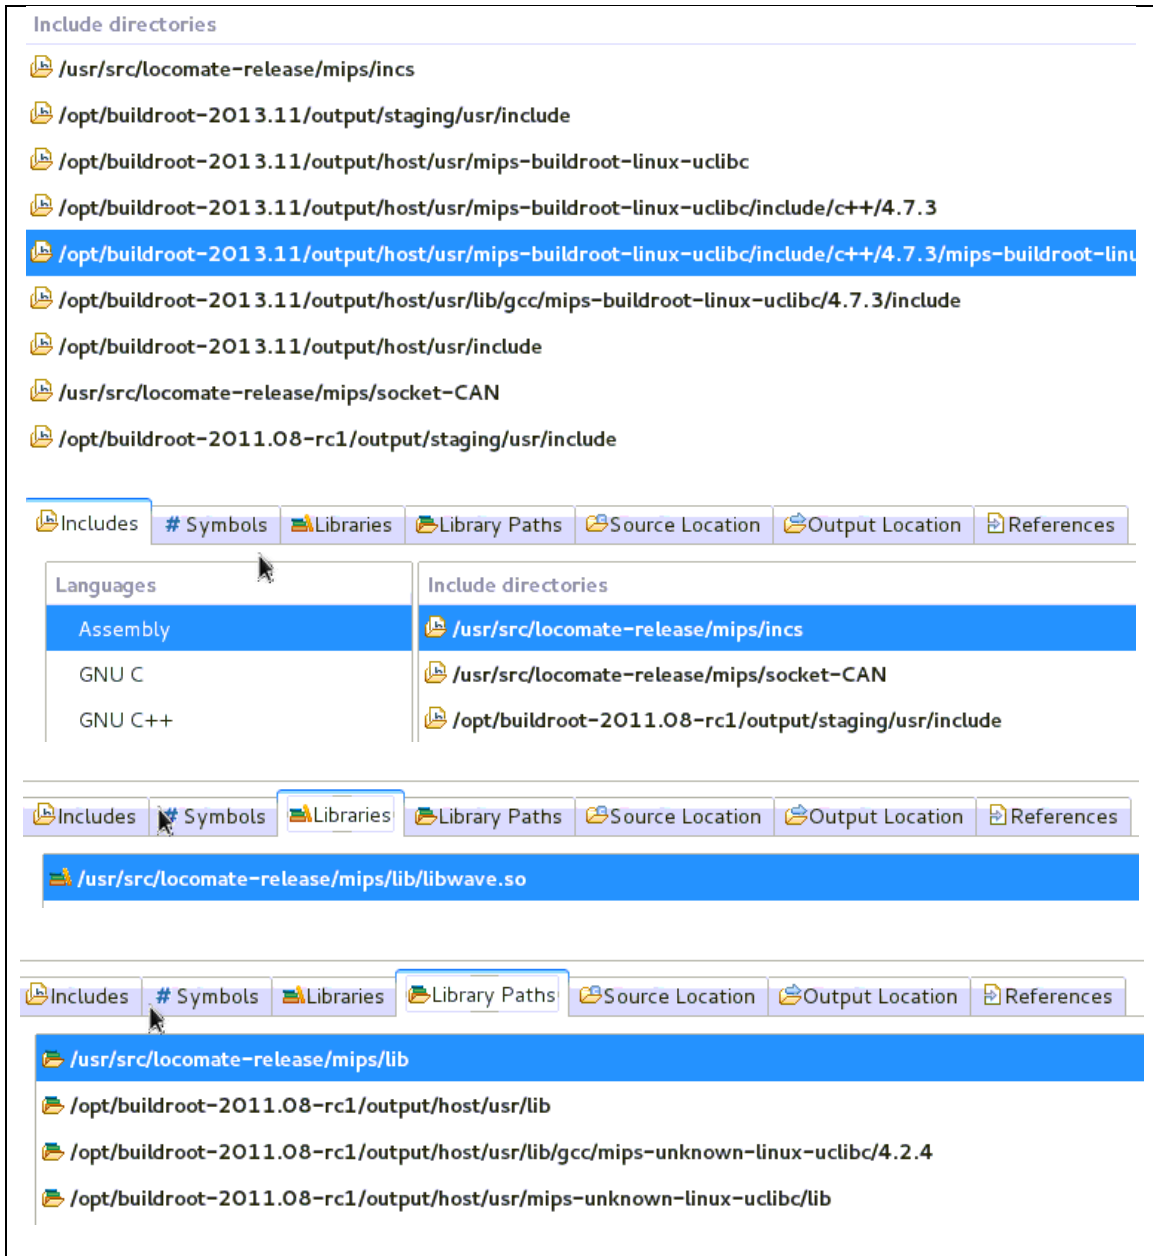 Include directories
/usr/src/locomate-release/mips/incs
/opt/buildroot-2013.11/output/staging/usr/include
/opt/buildroot-2013.11/output/host/usr/mips-buildroot-linux-uclibc
/opt/buildroot-2013.11/output/host/usr/mips-buildroot-linux-uclibc/include/c++/4.7.3
/opt/buildroot-2013.11/output/host/usr/mips-buildroot-linux-uclibc/include/c++/4.7.3/mips-buildroot-linu
/opt/buildroot-2013.11/output/host/usr/lib/gcc/mips-buildroot-linux-uclibc/4.7.3/include
/opt/buildroot-2013.11/output/host/usr/include
/usr/src/locomate-release/mips/socket-CAN
/opt/buildroot-2011.08-rc1/output/staging/usr/include
Includes # Symbols Libraries Library Paths Source Location Output Location References
Languages Include directories
Assembly /usr/src/locomate-release/mips/incs
GNU C /usr/src/locomate-release/mips/socket-CAN
GNU C++ /opt/buildroot-2011.08-rc1/output/staging/usr/include
Includes # Symbols Libraries Library Paths Source Location Output Location References
/usr/src/locomate-release/mips/lib/libwave.so
Includes # Symbols Libraries Library Paths Source Location Output Location References
/usr/src/locomate-release/mips/lib
/opt/buildroot-2011.08-rc1/output/host/usr/lib
/opt/buildroot-2011.08-rc1/output/host/usr/lib/gcc/mips-unknown-linux-uclibc/4.2.4
/opt/buildroot-2011.08-rc1/output/host/usr/mips-unknown-linux-uclibc/lib